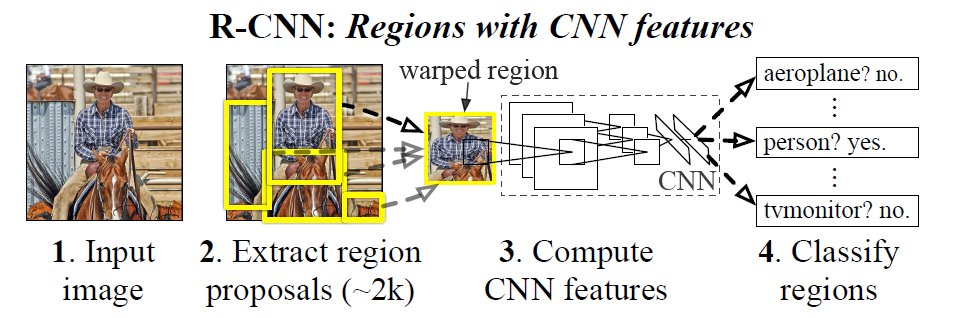 R-CNN: Regions with CNN features
warped region
aeroplane? no.
⋮
person? yes.
⋮
tvmonitor? no.
CNN
1. Input image
2. Extract region proposals (~2k)
3. Compute CNN features
4. Classify regions